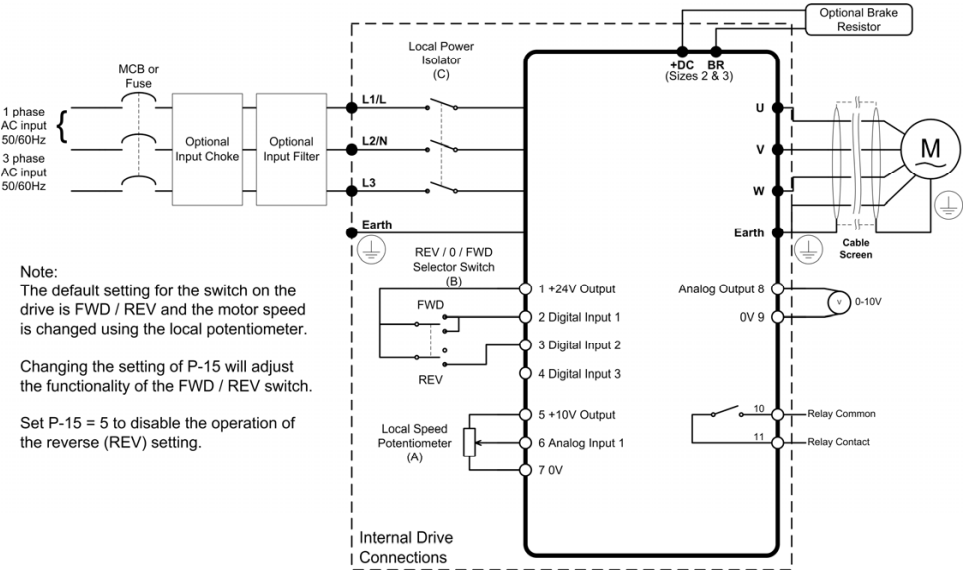 Optional Brake
Resistor
Local Power
Isolator
(C)
+DC BR
(Sizes 2 & 3)
MCB or
Fuse
1 phase
AC input
50/60Hz
{
3 phase
AC input
50/60Hz
Optional
Input Choke
Optional
Input Filter
L1/L
L2/N
L3
Earth
U
V
W
Earth
M
Cable
Screen
REV / 0 / FWD
Selector Switch
(B)
FWD
REV
1 +24V Output
2 Digital Input 1
3 Digital Input 2
4 Digital Input 3
5 +10V Output
6 Analog Input 1
7 0V
Local Speed
Potentiometer
(A)
Analog Output 8
0V 9
V
0-10V
10
Relay Common
11
Relay Contact
Note:
The default setting for the switch on the
drive is FWD / REV and the motor speed
is changed using the local potentiometer.
Changing the setting of P-15 will adjust
the functionality of the FWD / REV switch.
Set P-15 = 5 to disable the operation of
the reverse (REV) setting.
Internal Drive
Connections